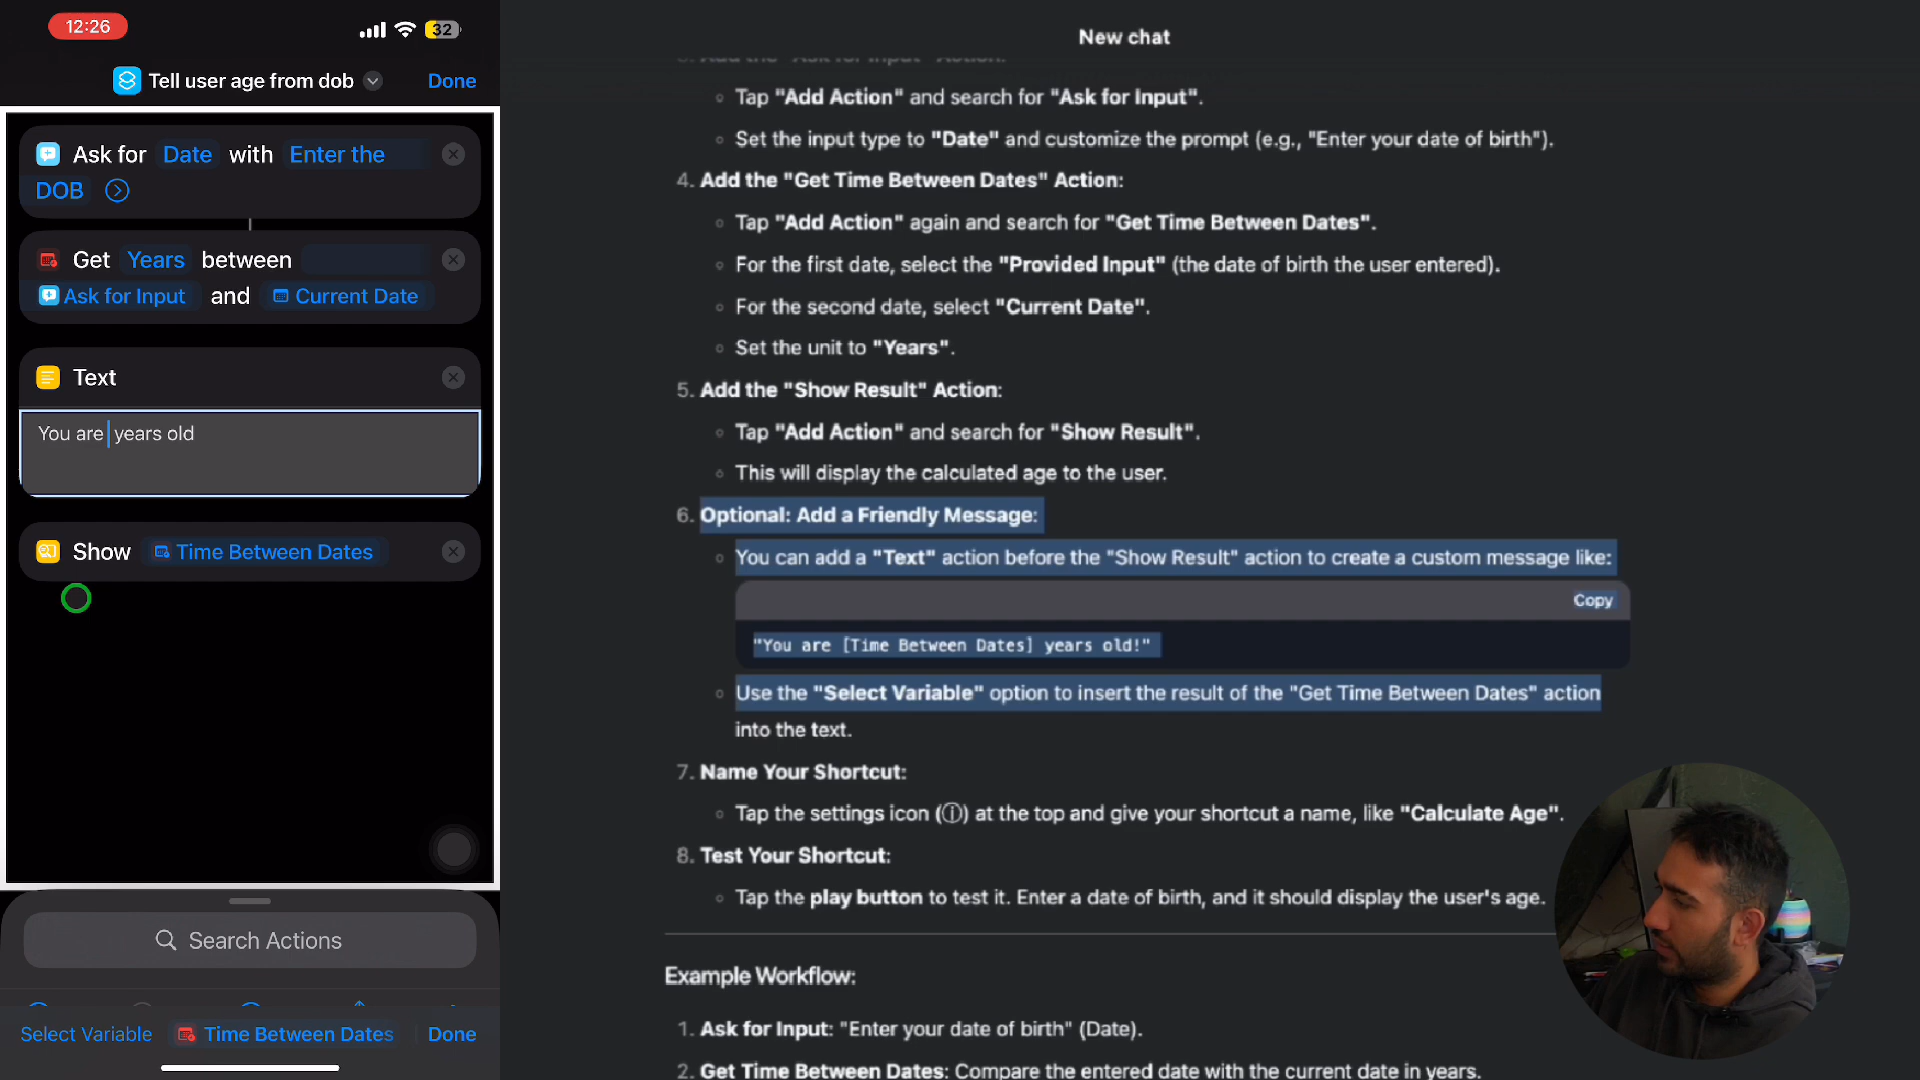 12:26
32
Tell user age from dob
Done
Ask for Date with Enter the
DOB
Get Years between
Ask for Input and Current Date
Text
You are years old
Show Time Between Dates
Search Actions
Select Variable Time Between Dates Done
New chat
Tap "Add Action" and search for "Ask for Input".
Set the input type to "Date" and customize the prompt (e.g., "Enter your date of birth").
4. Add the "Get Time Between Dates" Action:
Tap "Add Action" again and search for "Get Time Between Dates".
For the first date, select the "Provided Input" (the date of birth the user entered).
For the second date, select "Current Date".
Set the unit to "Years".
5. Add the "Show Result" Action:
Tap "Add Action" and search for "Show Result".
This will display the calculated age to the user.
6. Optional: Add a Friendly Message:
You can add a "Text" action before the "Show Result" action to create a custom message like:
Copy
"You are [Time Between Dates] years old!"
Use the "Select Variable" option to insert the result of the "Get Time Between Dates" action
into the text.
7. Name Your Shortcut:
Tap the settings icon (ⓘ) at the top and give your shortcut a name, like "Calculate Age".
8. Test Your Shortcut:
Tap the play button to test it. Enter a date of birth, and it should display the user's age.
Example Workflow:
1. Ask for Input: "Enter your date of birth" (Date).
2. Get Time Between Dates: Compare the entered date with the current date in years.